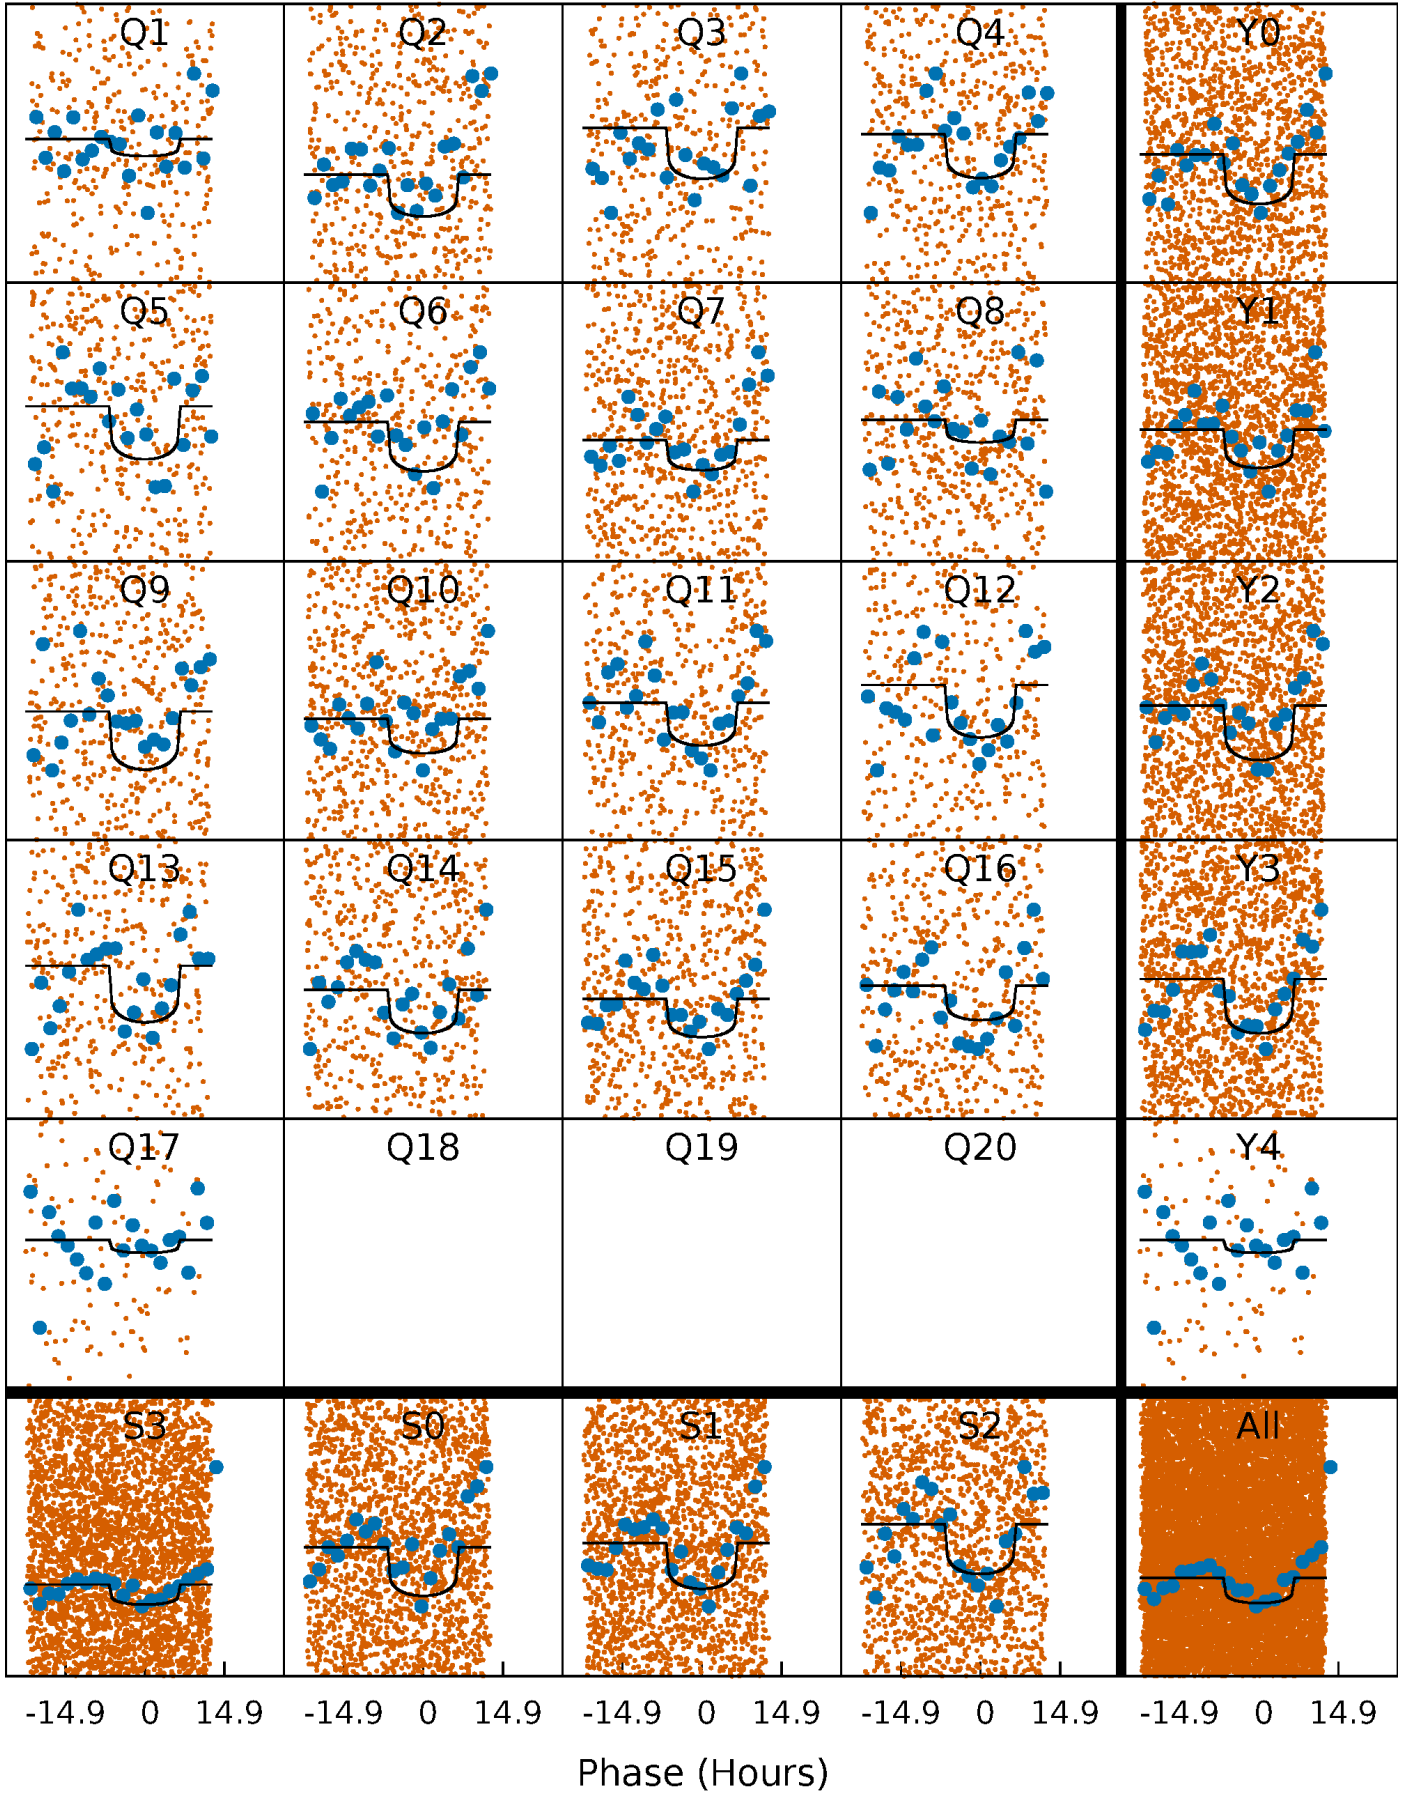 Q1 Q2 Q3 Q4 Y0
Q5 Q6 Q7 Q8 Y1
Q9 Q10 Q11 Q12 Y2
Q13 Q14 Q15 Q16 Y3
Q17 Q18 Q19 Q20 Y4
S3 S0 S1 S2 All
-14.9 0 14.9 -14.9 0 14.9 -14.9 0 14.9 -14.9 0 14.9 -14.9 0 14.9
Phase (Hours)